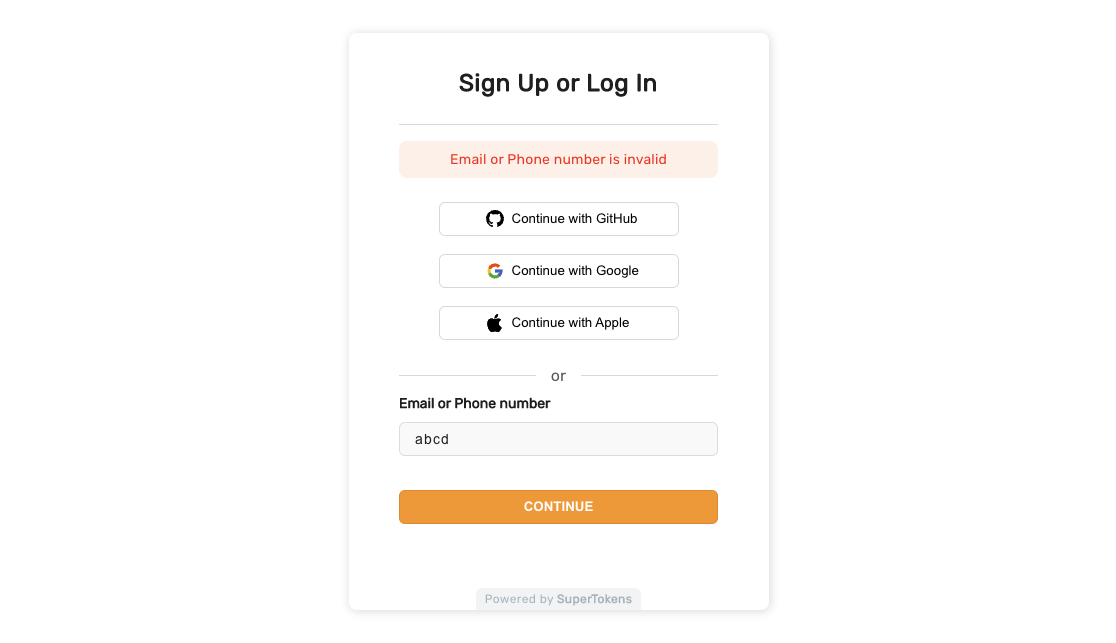 Sign Up or Log In
Email or Phone number is invalid
Continue with GitHub
Continue with Google
Continue with Apple
or
Email or Phone number
abcd
CONTINUE
Powered by SuperTokens